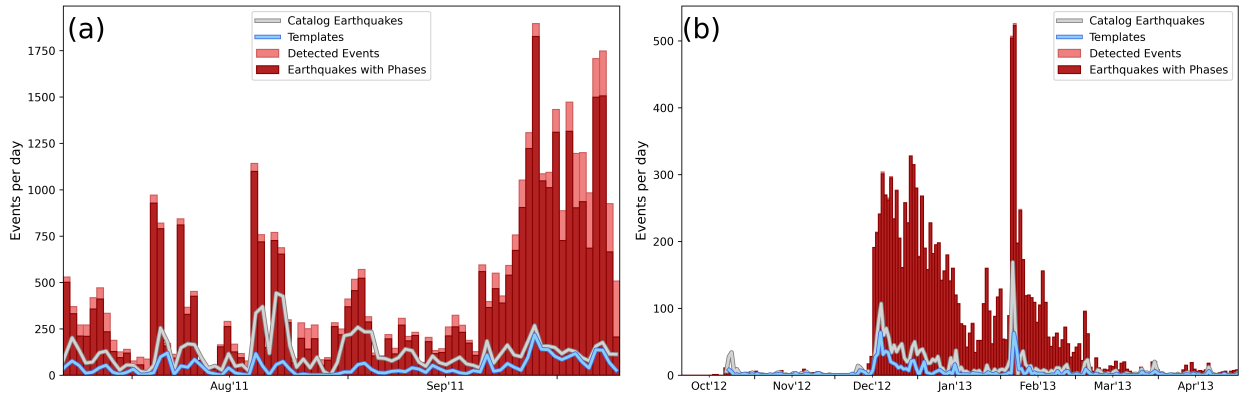 (a)
Catalog Earthquakes
Templates
Detected Events
Earthquakes with Phases
Events per day
1750
1500
1250
1000
750
500
250
0
Aug'11
Sep'11
(b)
Catalog Earthquakes
Templates
Detected Events
Earthquakes with Phases
Events per day
500
400
300
200
100
0
Oct'12
Nov'12
Dec'12
Jan'13
Feb'13
Mar'13
Apr'13